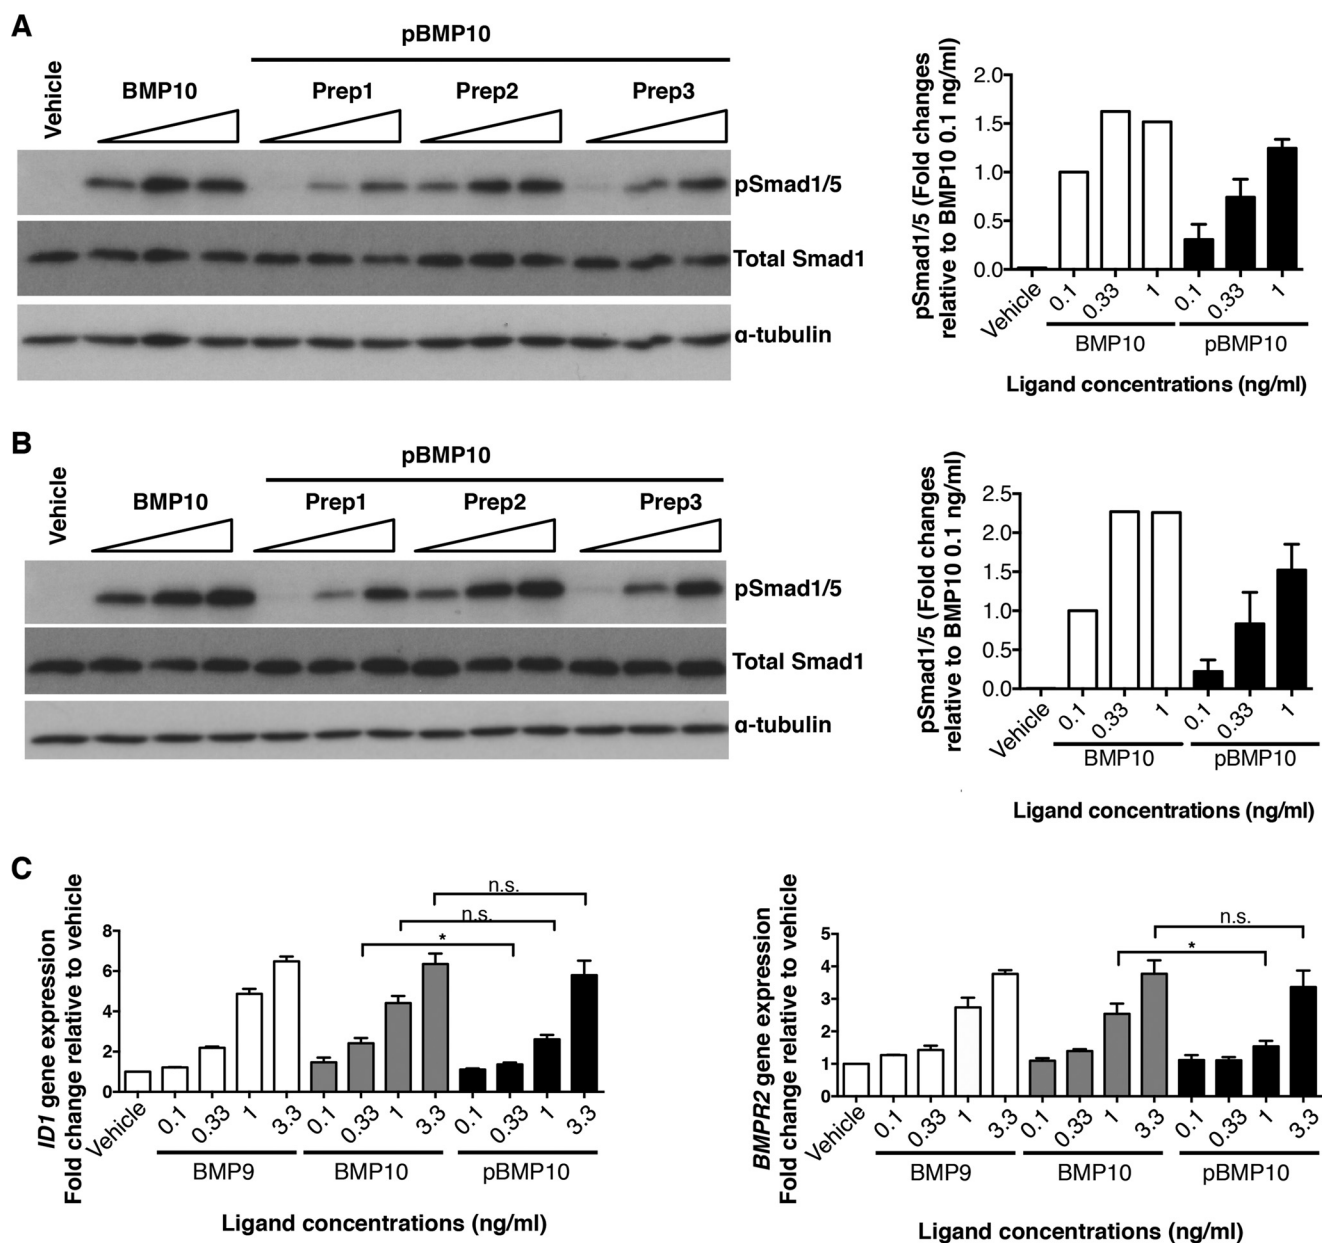 A
pBMP10
Vehicle
BMP10
Prep1
Prep2
Prep3
pSmad1/5
Total Smad1
α-tubulin
pSmad1/5 (Fold changes
relative to BMP10 0.1 ng/ml)
2.0
1.5
1.0
0.5
0.0
Vehicle
0.1
0.33
1
0.1
0.33
1
BMP10
pBMP10
Ligand concentrations (ng/ml)
B
pBMP10
Vehicle
BMP10
Prep1
Prep2
Prep3
pSmad1/5
Total Smad1
α-tubulin
pSmad1/5 (Fold changes
relative to BMP10 0.1 ng/ml)
2.5
2.0
1.5
1.0
0.5
0.0
Vehicle
0.1
0.33
1
0.1
0.33
1
BMP10
pBMP10
Ligand concentrations (ng/ml)
C
ID1 gene expression
Fold change relative to vehicle
n.s.
n.s.
*
8
6
4
2
0
Vehicle
0.1
0.33
1
3.3
0.1
0.33
1
3.3
0.1
0.33
1
3.3
BMP9
BMP10
pBMP10
Ligand concentrations (ng/ml)
BMPR2 gene expression
Fold change relative to vehicle
n.s.
*
5
4
3
2
1
0
Vehicle
0.1
0.33
1
3.3
0.1
0.33
1
3.3
0.1
0.33
1
3.3
BMP9
BMP10
pBMP10
Ligand concentrations (ng/ml)